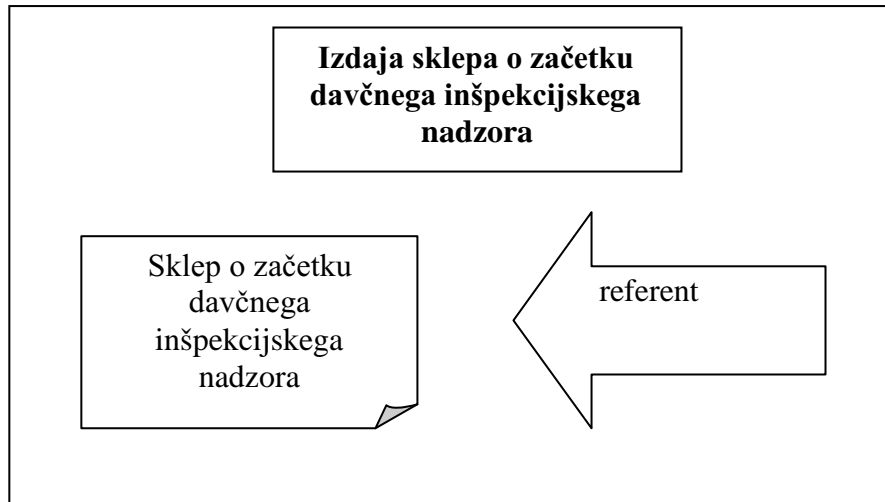 Izdaja sklepa o začetku
davčnega inšpekcijskega
nadzora
Sklep o začetku
davčnega
inšpekcijskega
nadzora
referent